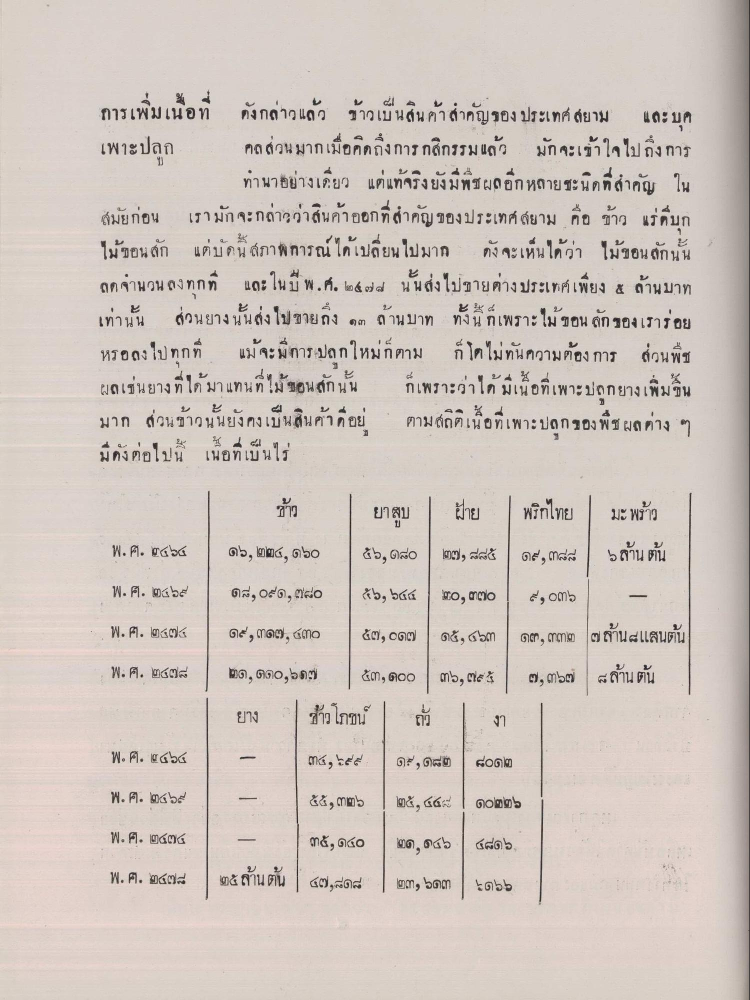 การเพิ่มเนื้อที่ ดังกล่าวแล้ว ข้าวเป็นสินค้าสำคัญของประเทศสยาม และบุค
เพาะปลูก คลส่วนมากเมื่อคิดถึงการกสิกรรมแล้ว มักจะเข้าใจไปถึงการ
ทำนาอย่างเดียว แต่แท้จริงยังมีพืชผลอีกหลายชะนิดที่สำคัญ ใน
สมัยก่อน เรามักจะกล่าวว่าสินค้าออกที่สำคัญของประเทศสยาม คือ ข้าว แร่ดีบุก
ไม้ขอนสัก แต่บัดนี้สภาพการณ์ได้เปลี่ยนไปมาก ดังจะเห็นได้ว่า ไม้ขอนสักนั้น
ลดจำนวนลงทุกที และในปี พ.ศ. ๒๔๗๘ นั้นส่งไปขายต่างประเทศเพียง ๕ ล้านบาท
เท่านั้น ส่วนยางนั้นส่งไปขายถึง ๑๓ ล้านบาท ทั้งนี้ก็เพราะไม้ขอนสักของเราร่อย
หรอลงไปทุกที แม้จะมีการปลูกใหม่ก็ตาม ก็โตไม่ทันความต้องการ ส่วนพืช
ผลเช่นยางที่ได้มาแทนที่ไม้ขอนสักนั้น ก็เพราะว่าได้มีเนื้อที่เพาะปลูกยางเพิ่มขึ้น
มาก ส่วนข้าวนั้นยังคงเป็นสินค้าดีอยู่ ตามสถิติเนื้อที่เพาะปลูกของพืชผลต่าง ๆ
มีดังต่อไปนี้ เนื้อที่เป็นไร่
ข้าว ยาสูบ ฝ้าย พริกไทย มะพร้าว
พ.ศ. ๒๔๖๔ ๑๖,๒๒๔,๑๖๐ ๕๖,๑๘๐ ๒๗,๘๘๕ ๑๙,๓๘๘ ๖ ล้านต้น
พ.ศ. ๒๔๖๙ ๑๘,๐๙๑,๗๘๐ ๕๖,๖๔๔ ๒๐,๓๗๐ ๙,๐๓๖ —
พ.ศ. ๒๔๗๔ ๑๙,๓๑๗,๔๓๐ ๕๗,๐๑๗ ๑๕,๔๖๓ ๑๓,๓๓๒ ๗ ล้าน ๘ แสนต้น
พ.ศ. ๒๔๗๘ ๒๑,๑๑๐,๖๑๗ ๕๓,๑๐๐ ๓๖,๗๙๕ ๗,๓๖๗ ๘ ล้านต้น
ยาง ข้าวโภชน์ ถั่ว งา
พ.ศ. ๒๔๖๔ — ๓๔,๖๙๙ ๑๙,๑๘๒ ๘๐๑๒
พ.ศ. ๒๔๖๙ — ๕๕,๓๒๖ ๒๕,๔๔๘ ๑๐๒๒๖
พ.ศ. ๒๔๗๔ — ๓๕,๑๔๐ ๒๑,๑๔๖ ๔๘๑๖
พ.ศ. ๒๔๗๘ ๒๕ ล้านต้น ๔๗,๘๑๘ ๒๓,๖๑๓ ๖๑๖๖